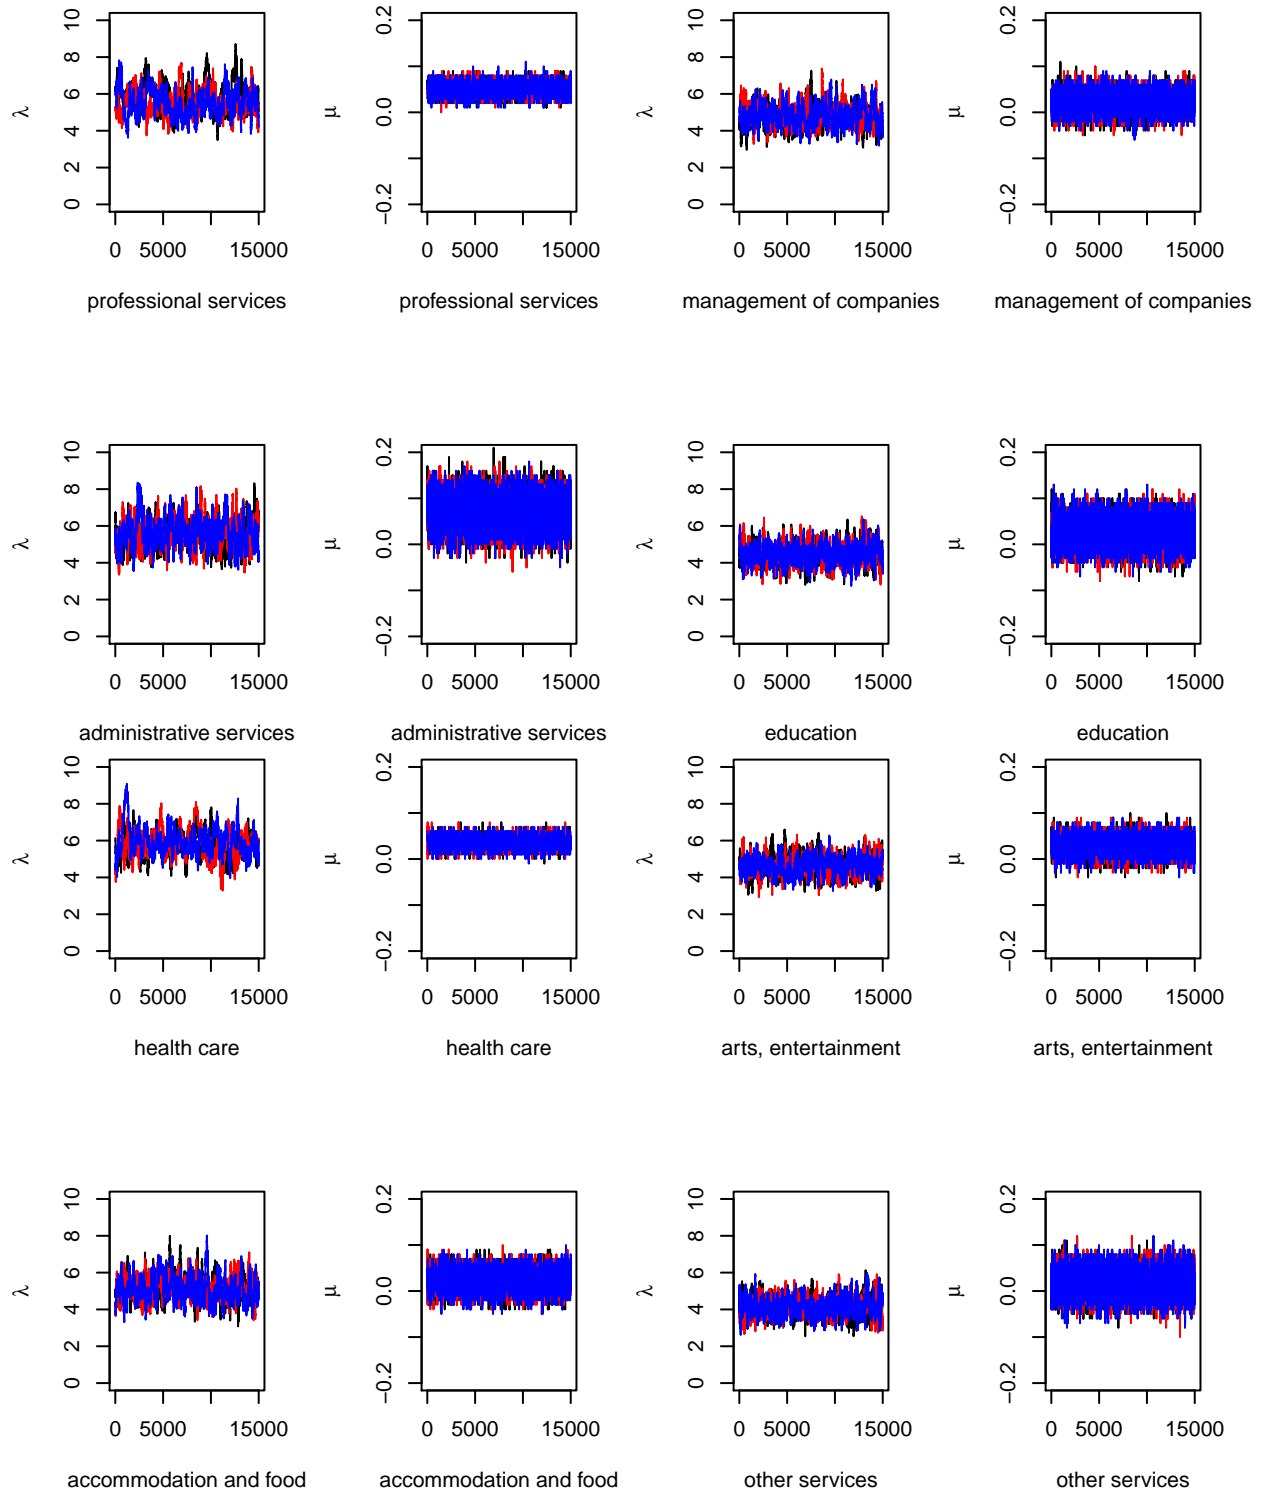 λ 0 2 4 6 8 10
0 5000 15000
professional services
μ −0.2 0.0 0.2
0 5000 15000
professional services
λ 0 2 4 6 8 10
0 5000 15000
management of companies
μ −0.2 0.0 0.2
0 5000 15000
management of companies
λ 0 2 4 6 8 10
0 5000 15000
administrative services
μ −0.2 0.0 0.2
0 5000 15000
administrative services
λ 0 2 4 6 8 10
0 5000 15000
education
μ −0.2 0.0 0.2
0 5000 15000
education
λ 0 2 4 6 8 10
0 5000 15000
health care
μ −0.2 0.0 0.2
0 5000 15000
health care
λ 0 2 4 6 8 10
0 5000 15000
arts, entertainment
μ −0.2 0.0 0.2
0 5000 15000
arts, entertainment
λ 0 2 4 6 8 10
0 5000 15000
accommodation and food
μ −0.2 0.0 0.2
0 5000 15000
accommodation and food
λ 0 2 4 6 8 10
0 5000 15000
other services
μ −0.2 0.0 0.2
0 5000 15000
other services